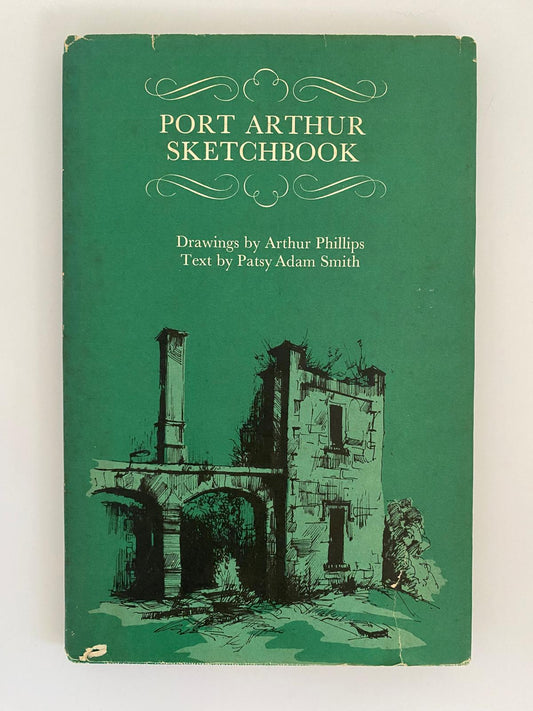 PORT ARTHUR
SKETCHBOOK
Drawings by Arthur Phillips
Text by Patsy Adam Smith